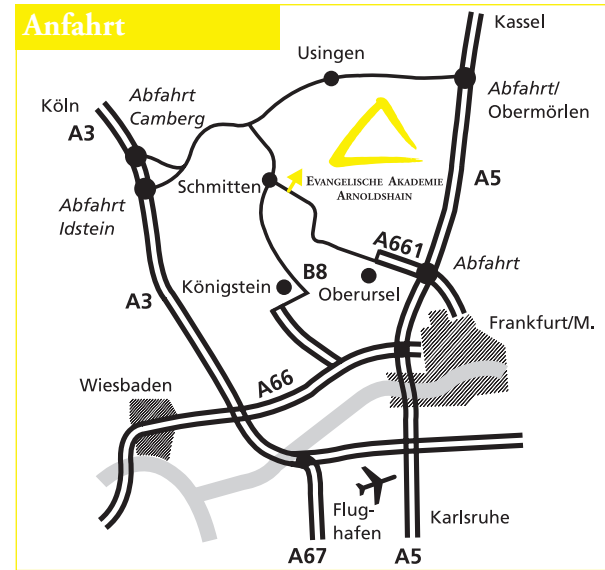 Anfahrt
Kassel
Usingen
Köln
Abfahrt
Camberg
Abfahrt/
Obermörlen
A3
Schmitten
EVANGELISCHE AKADEMIE
ARNOLDSHAIN
A5
Abfahrt
Idstein
A661
Abfahrt
A3
Königstein
B8
Oberursel
Frankfurt/M.
Wiesbaden
A66
Flug-
hafen
Karlsruhe
A67
A5